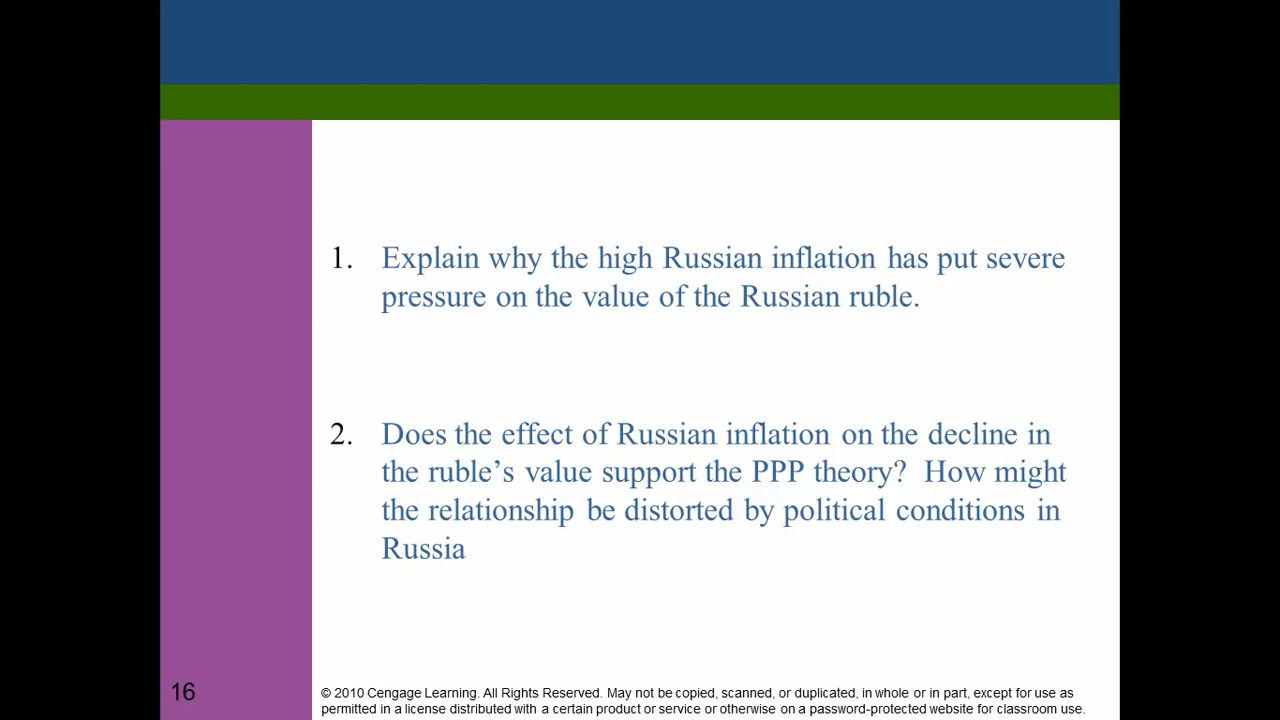 1. Explain why the high Russian inflation has put severe
pressure on the value of the Russian ruble.
2. Does the effect of Russian inflation on the decline in
the ruble’s value support the PPP theory?  How might
the relationship be distorted by political conditions in
Russia
16
© 2010 Cengage Learning. All Rights Reserved. May not be copied, scanned, or duplicated, in whole or in part, except for use as
permitted in a license distributed with a certain product or service or otherwise on a password-protected website for classroom use.